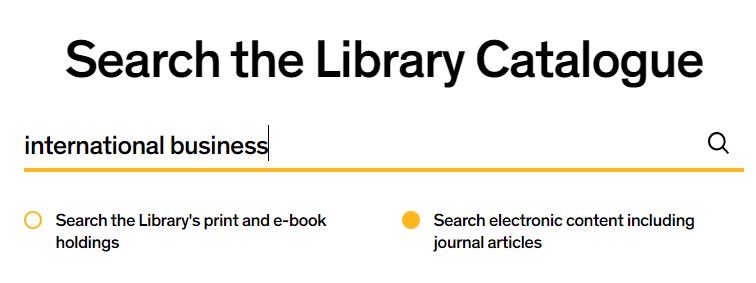 Search the Library Catalogue
international business
Search the Library's print and e-book
holdings
Search electronic content including
journal articles